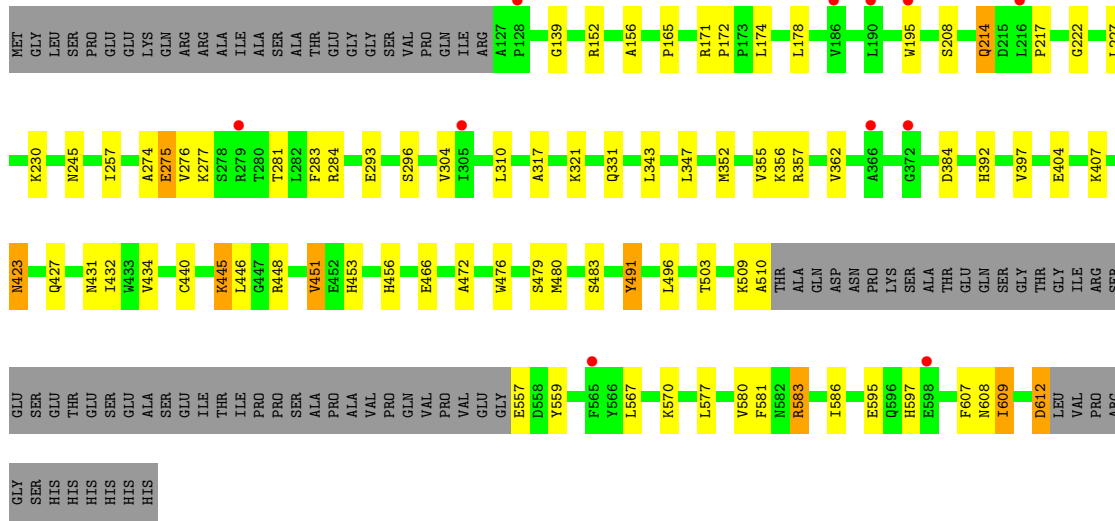 MET GLY LEU SER PRO GLU GLU LYS GLN ARG ARG ALA ILE ALA SER ALA THR GLU GLY GLY SER VAL PRO GLN ILE ARG A127 P128 G139 R152 A156 P165 R171 P172 P173 L174 L178 V186 L190 W195 S208 Q214 D215 L216 P217 G222
K230 N245 I257 A274 E275 V276 K277 S278 R279 T280 T281 L282 F283 R284 E293 S296 V304 I305 L310 A317 K321 Q331 L343 L347 M352 V355 K356 R357 V362 A366 G372 D384 H392 V397 E404 K407
N423 Q427 N431 I432 W433 V434 C440 K445 L446 G447 R448 V451 E452 H453 H456 E466 A472 W476 S479 M480 S483 Y491 L496 T503 K509 A510 THR ALA GLN ASP ASN PRO LYS SER ALA THR GLU GLN SER GLY THR GLY ILE ARG SER
GLU SER GLU THR GLU SER GLU ALA SER GLU ILE THR ILE PRO PRO SER ALA PRO ALA VAL PRO GLN VAL PRO VAL GLU GLY E557 D558 Y559 F565 Y566 L567 K570 L577 V580 F581 N582 R583 I586 E595 Q596 H597 E598 F607 N608 I609 D612 LEU VAL PRO ARG
GLY SER HIS HIS HIS HIS HIS HIS